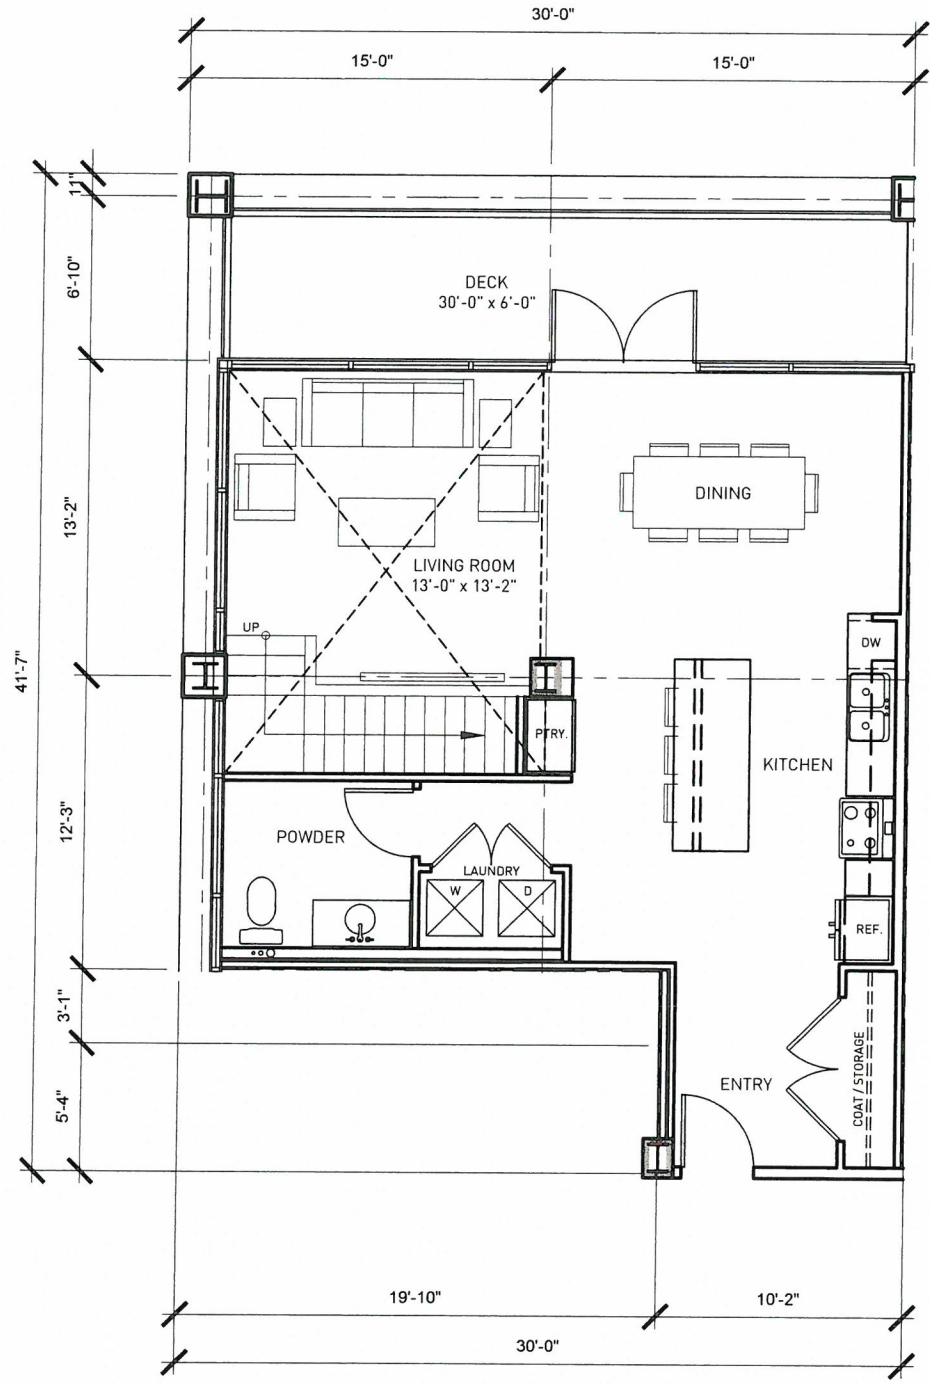 30'-0"
15'-0"
15'-0"
11"
6'-10"
DECK
30'-0" x 6'-0"
13'-2"
DINING
LIVING ROOM
13'-0" x 13'-2"
UP
DW
41'-7"
PTRY.
KITCHEN
12'-3"
POWDER
LAUNDRY
W
D
REF.
3'-1"
COAT / STORAGE
ENTRY
5'-4"
19'-10"
10'-2"
30'-0"